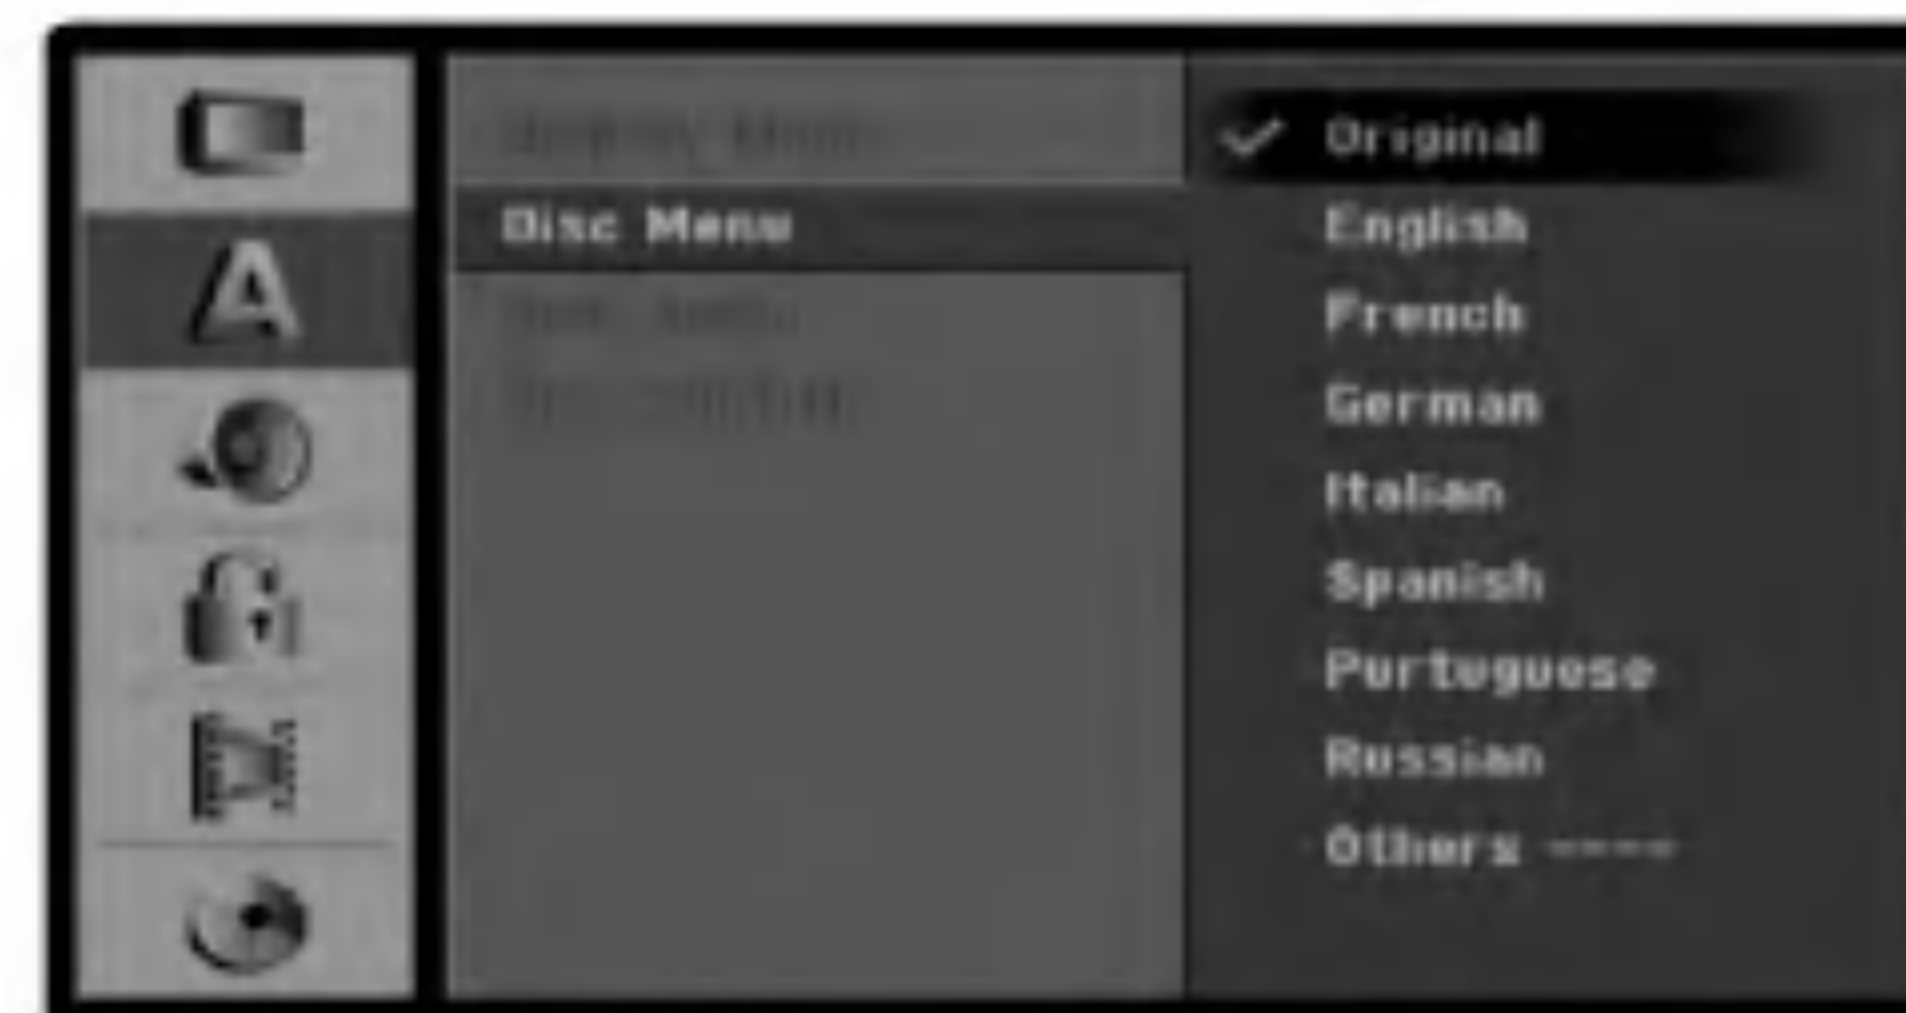 A
Disc Menu
Original
English
French
German
Italian
Spanish
Portuguese
Russian
Others ----